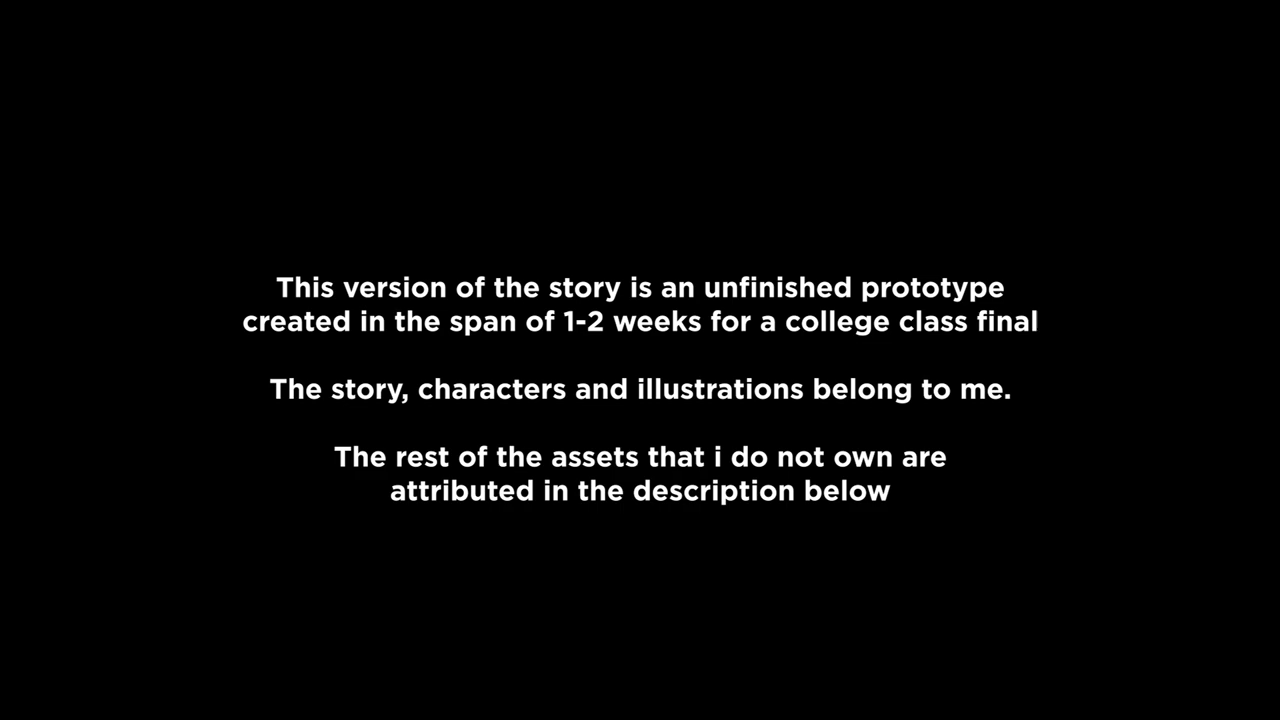 This version of the story is an unfinished prototype
created in the span of 1-2 weeks for a college class final
The story, characters and illustrations belong to me.
The rest of the assets that i do not own are
attributed in the description below